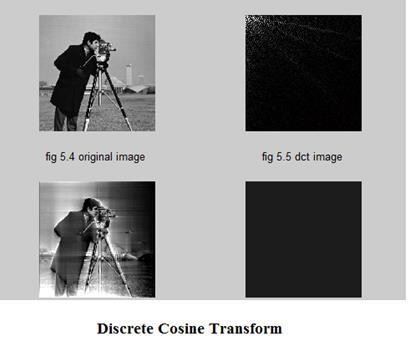 fig 5.4 original image
fig 5.5 dct image
Discrete Cosine Transform